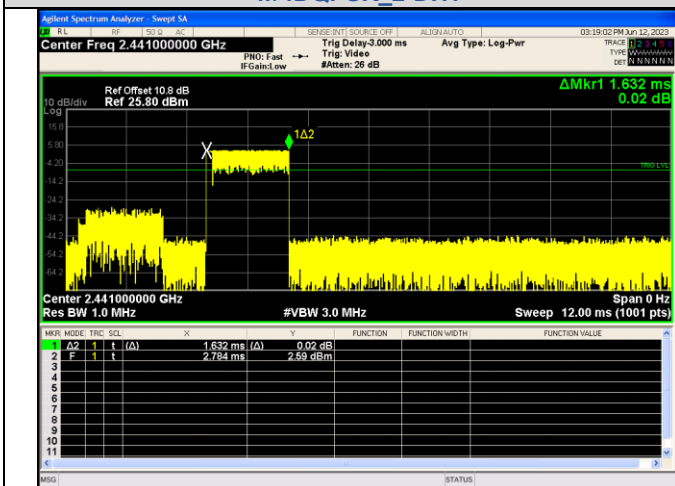 Agilent Spectrum Analyzer - Swept SA
RL RF 50 Ω AC SENSE:INT SOURCE OFF ALIGN AUTO 03:19:02 PM Jun 12, 2023
Center Freq 2.441000000 GHz Trig Delay-3.000 ms Avg Type: Log-Pwr TRACE 1 2 3 4 5 6
PNO: Fast Trig: Video TYPE
IFGain:Low #Atten: 26 dB DET N N N N N N
ΔMkr1 1.632 ms
0.02 dB
Ref Offset 10.8 dB
10 dB/div Ref 25.80 dBm
Log
15.8
5.80
1Δ2
-4.20
TRIG LVL
-14.2
-24.2
-34.2
-44.2
-54.2
-64.2
Center 2.441000000 GHz Span 0 Hz
Res BW 1.0 MHz #VBW 3.0 MHz Sweep 12.00 ms (1001 pts)
MKR MODE TRC SCL X Y FUNCTION FUNCTION WIDTH FUNCTION VALUE
1 Δ2 1 t (Δ) 1.632 ms (Δ) 0.02 dB
2 F 1 t 2.784 ms 2.59 dBm
3
4
5
6
7
8
9
10
11
MSG STATUS